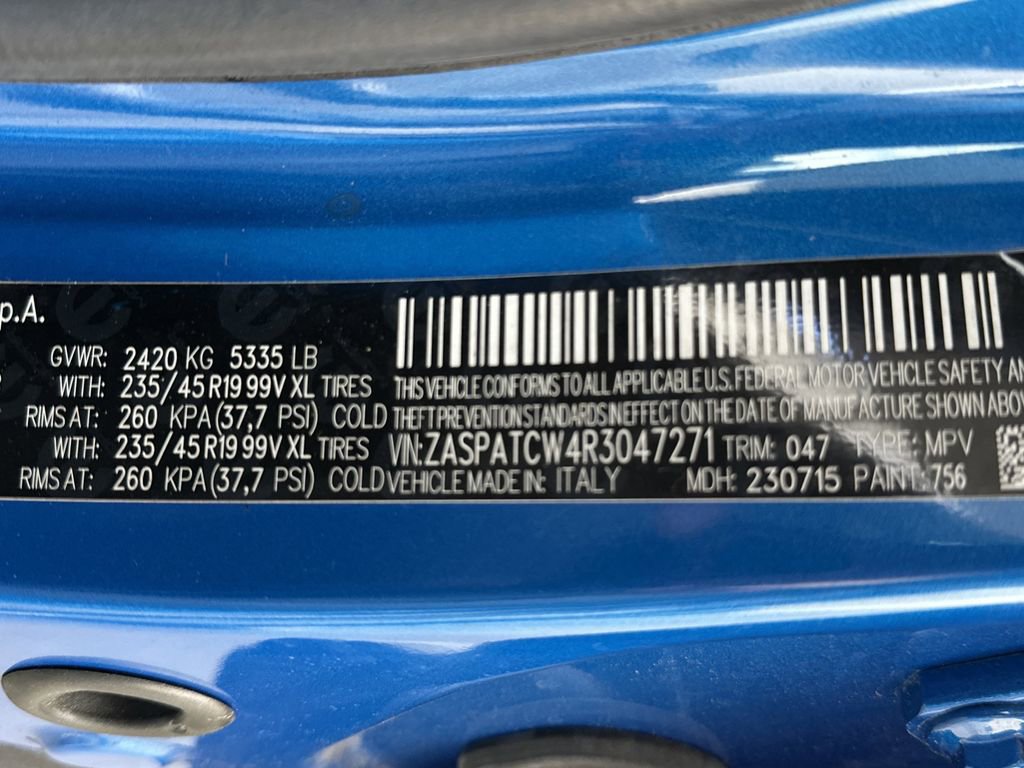 p.A.
GVWR: 2420 KG 5335 LB
WITH: 235/45 R19 99V XL TIRES
RIMS AT: 260 KPA (37,7 PSI) COLD
WITH: 235/45 R19 99V XL TIRES
RIMS AT: 260 KPA (37,7 PSI) COLD
THIS VEHICLE CONFORMS TO ALL APPLICABLE U.S. FEDERAL MOTOR VEHICLE SAFETY AN
THEFT PREVENTION STANDARDS IN EFFECT ON THE DATE OF MANUFACTURE SHOWN ABOV
VIN: ZASPATCW4R3047271 TRIM: 047 TYPE: MPV
VEHICLE MADE IN: ITALY MDH: 230715 PAINT: 756